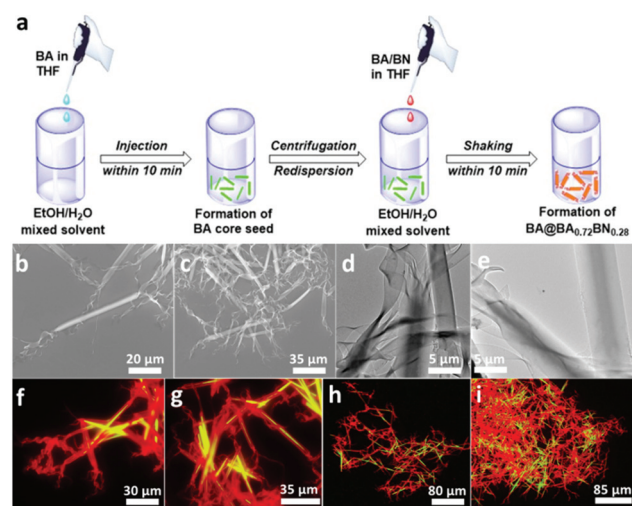 a
BA in
THF
BA/BN
in THF
Injection
within 10 min
Centrifugation
Redispersion
Shaking
within 10 min
EtOH/H₂O
mixed solvent
Formation of
BA core seed
EtOH/H₂O
mixed solvent
Formation of
BA@BA₀.₇₂BN₀.₂₈
b
20 µm
c
35 µm
d
5 µm
e
5 µm
f
30 µm
g
35 µm
h
80 µm
i
85 µm